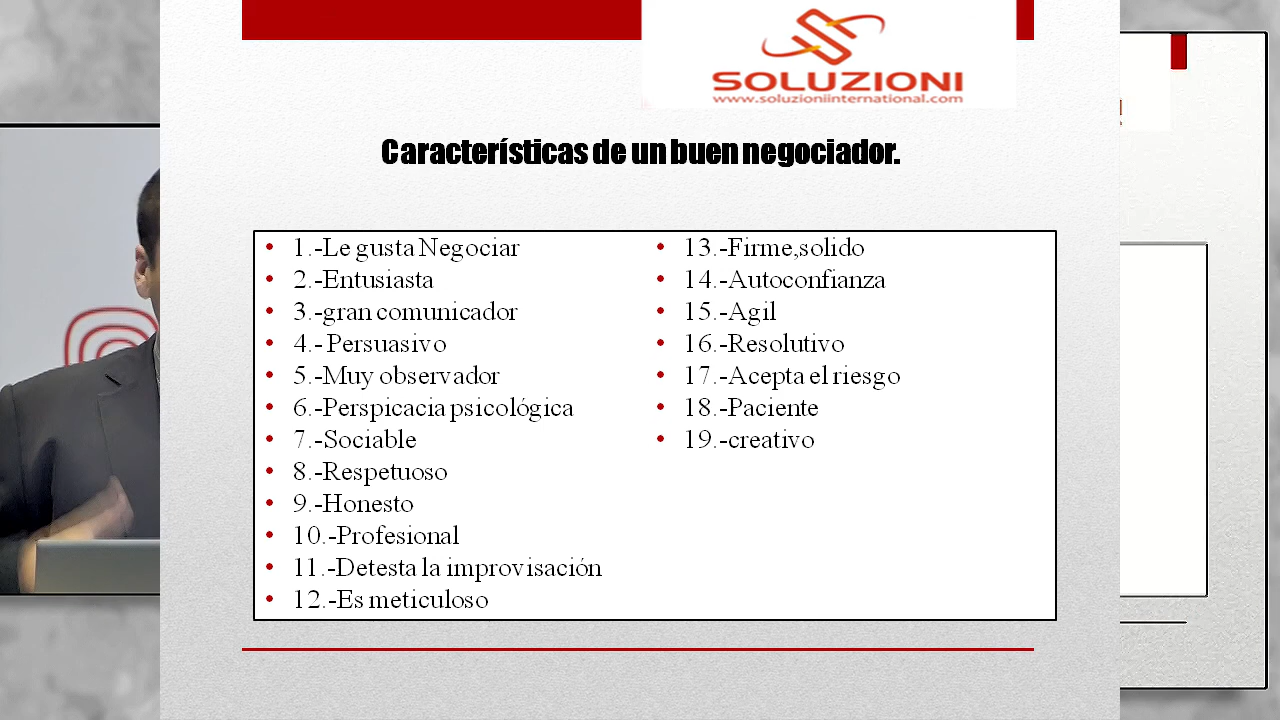 SOLUZIONI
www.soluzioniinternational.com
Características de un buen negociador.
• 1.-Le gusta Negociar
• 2.-Entusiasta
• 3.-gran comunicador
• 4.- Persuasivo
• 5.-Muy observador
• 6.-Perspicacia psicológica
• 7.-Sociable
• 8.-Respetuoso
• 9.-Honesto
• 10.-Profesional
• 11.-Detesta la improvisación
• 12.-Es meticuloso
• 13.-Firme,solido
• 14.-Autoconfianza
• 15.-Agil
• 16.-Resolutivo
• 17.-Acepta el riesgo
• 18.-Paciente
• 19.-creativo